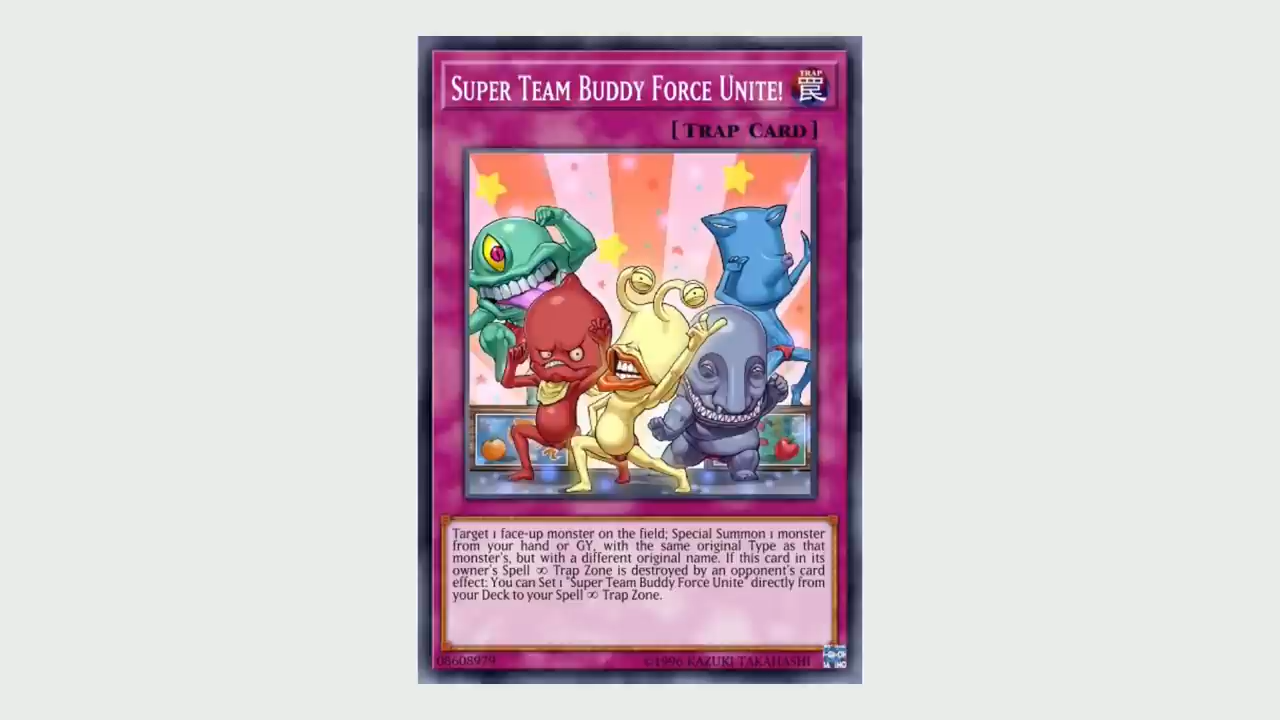 SUPER TEAM BUDDY FORCE UNITE!
TRAP
罠
[TRAP CARD]
Target 1 face-up monster on the field; Special Summon 1 monster
from your hand or GY, with the same original Type as that
monster's, but with a different original name. If this card in its
owner's Spell ∞ Trap Zone is destroyed by an opponent's card
effect: You can Set 1 "Super Team Buddy Force Unite" directly from
your Deck to your Spell ∞ Trap Zone.
08608979
©1996 KAZUKI TAKAHASHI